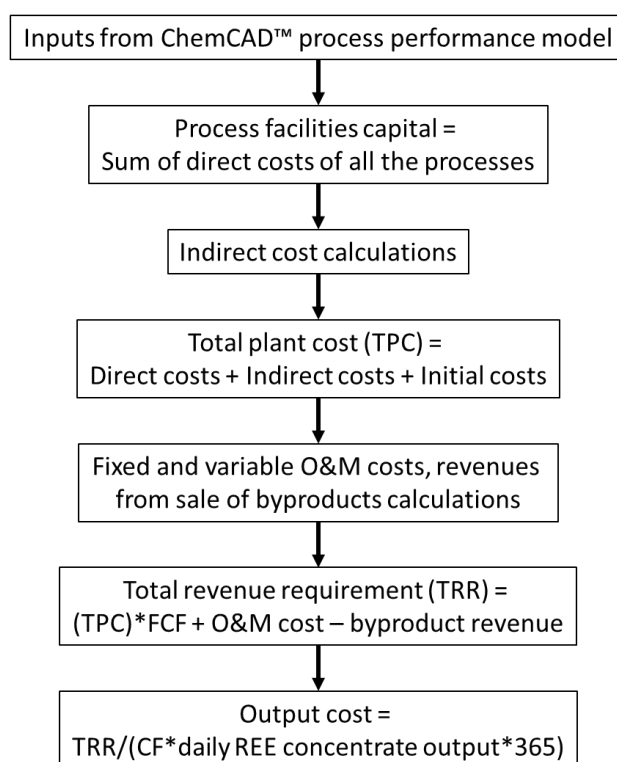 Inputs from ChemCAD™ process performance model
Process facilities capital =
Sum of direct costs of all the processes
Indirect cost calculations
Total plant cost (TPC) =
Direct costs + Indirect costs + Initial costs
Fixed and variable O&M costs, revenues
from sale of byproducts calculations
Total revenue requirement (TRR) =
(TPC)*FCF + O&M cost – byproduct revenue
Output cost =
TRR/(CF*daily REE concentrate output*365)